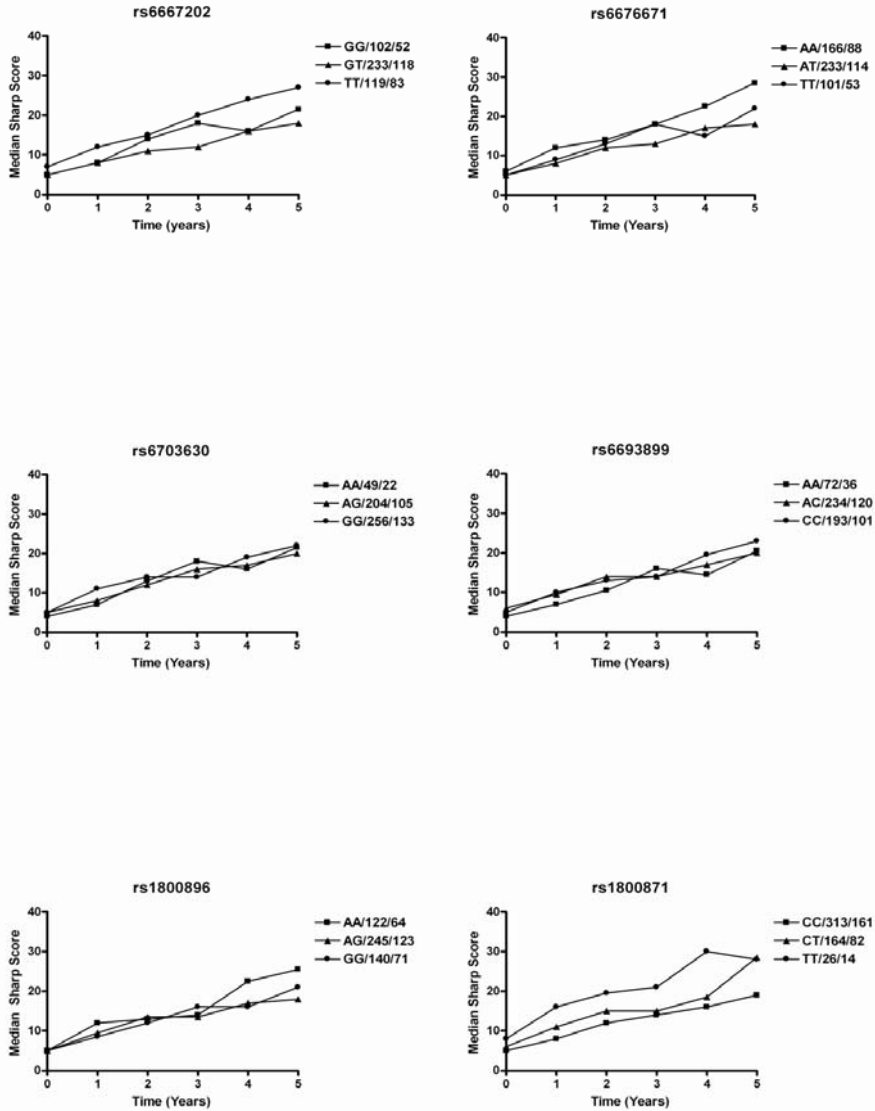 rs6667202
40
30
20
10
0
Median Sharp Score
0 1 2 3 4 5
Time (years)
GG/102/52
GT/233/118
TT/119/83
rs6676671
40
30
20
10
0
Median Sharp Score
0 1 2 3 4 5
Time (Years)
AA/166/88
AT/233/114
TT/101/53
rs6703630
40
30
20
10
0
Median Sharp Score
0 1 2 3 4 5
Time (Years)
AA/49/22
AG/204/105
GG/256/133
rs6693899
40
30
20
10
0
Median Sharp Score
0 1 2 3 4 5
Time (Years)
AA/72/36
AC/234/120
CC/193/101
rs1800896
40
30
20
10
0
Median Sharp Score
0 1 2 3 4 5
Time (Years)
AA/122/64
AG/245/123
GG/140/71
rs1800871
40
30
20
10
0
Median Sharp Score
0 1 2 3 4 5
Time (Years)
CC/313/161
CT/164/82
TT/26/14